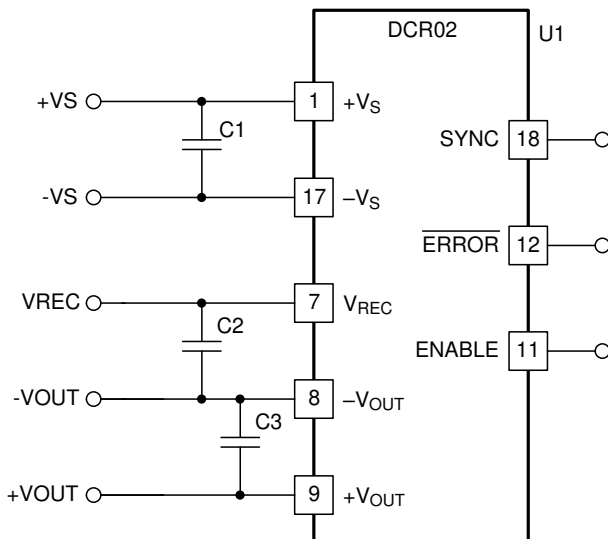 DCR02 U1
+VS 1 +VS
C1
SYNC 18
-VS 17 –VS
ERROR 12
VREC 7 VREC
C2
ENABLE 11
-VOUT 8 –VOUT
C3
+VOUT 9 +VOUT